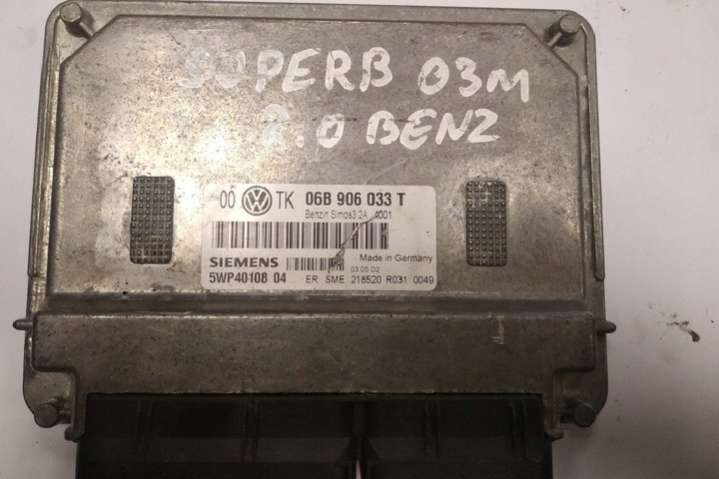 SUPERB 03M
2.0 BENZ
00 TK 06B 906 033 T
Benzin Simos3.2A 4001
SIEMENS Made in Germany
03.05.02
5WP40108 04 ER SME 218520 R031 0049